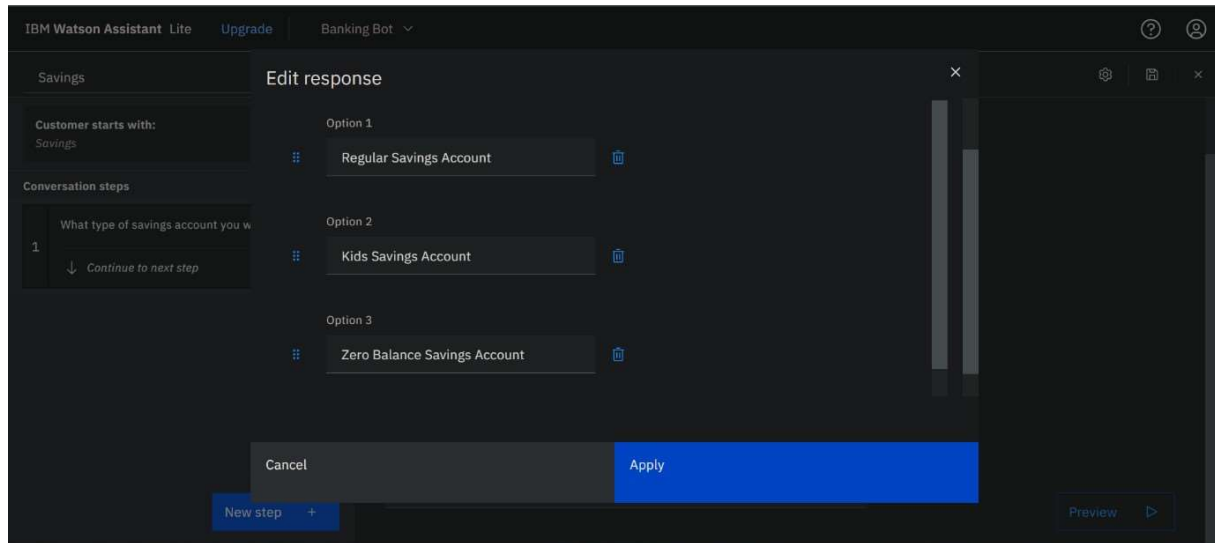 IBM Watson Assistant Lite Upgrade Banking Bot
Savings
Edit response
Customer starts with:
Savings
Conversation steps
1
What type of savings account you w
Continue to next step
Option 1
Regular Savings Account
Option 2
Kids Savings Account
Option 3
Zero Balance Savings Account
Cancel
Apply
New step +
Preview